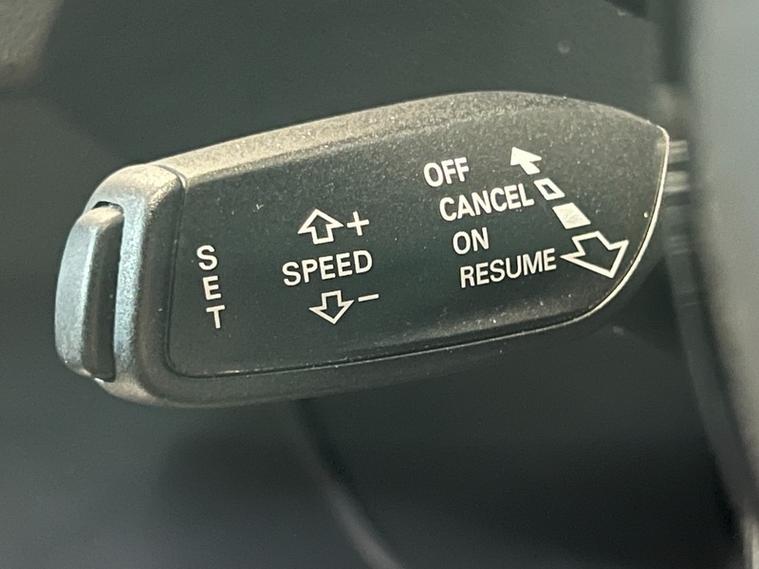 SET
+
SPEED
−
OFF
CANCEL
ON
RESUME